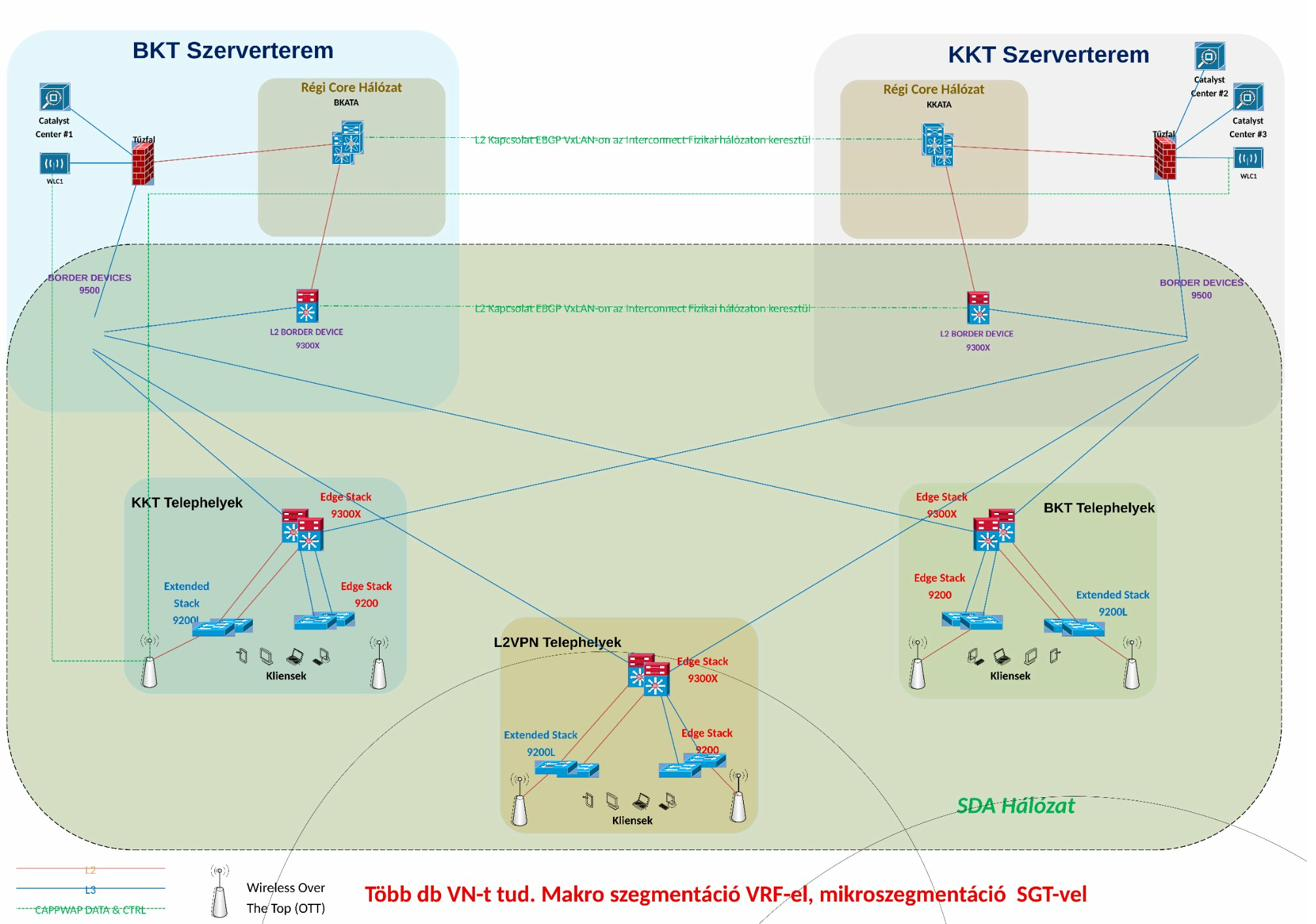 BKT Szerverterem
KKT Szerverterem
Régi Core Hálózat
BKATA
Régi Core Hálózat
KKATA
Catalyst
Center #1
Catalyst
Center #2
Catalyst
Center #3
Tűzfal
Tűzfal
WLC1
WLC1
L2 Kapcsolat EBGP VxLAN-on az Interconnect Fizikai hálózaton keresztül!
BORDER DEVICES
9500
BORDER DEVICES
9500
L2 Kapcsolat EBGP VxLAN-on az Interconnect Fizikai hálózaton keresztül!
L2 BORDER DEVICE
9300X
L2 BORDER DEVICE
9300X
KKT Telephelyek
Edge Stack
9300X
Edge Stack
9300X
BKT Telephelyek
Extended
Stack
9200L
Edge Stack
9200
Edge Stack
9200
Extended Stack
9200L
Kliensek
Kliensek
L2VPN Telephelyek
Edge Stack
9300X
Extended Stack
9200L
Edge Stack
9200
Kliensek
SDA Hálózat
L2
L3
CAPPWAP DATA & CTRL
Wireless Over
The Top (OTT)
Több db VN-t tud. Makro szegmentáció VRF-el, mikroszegmentáció SGT-vel